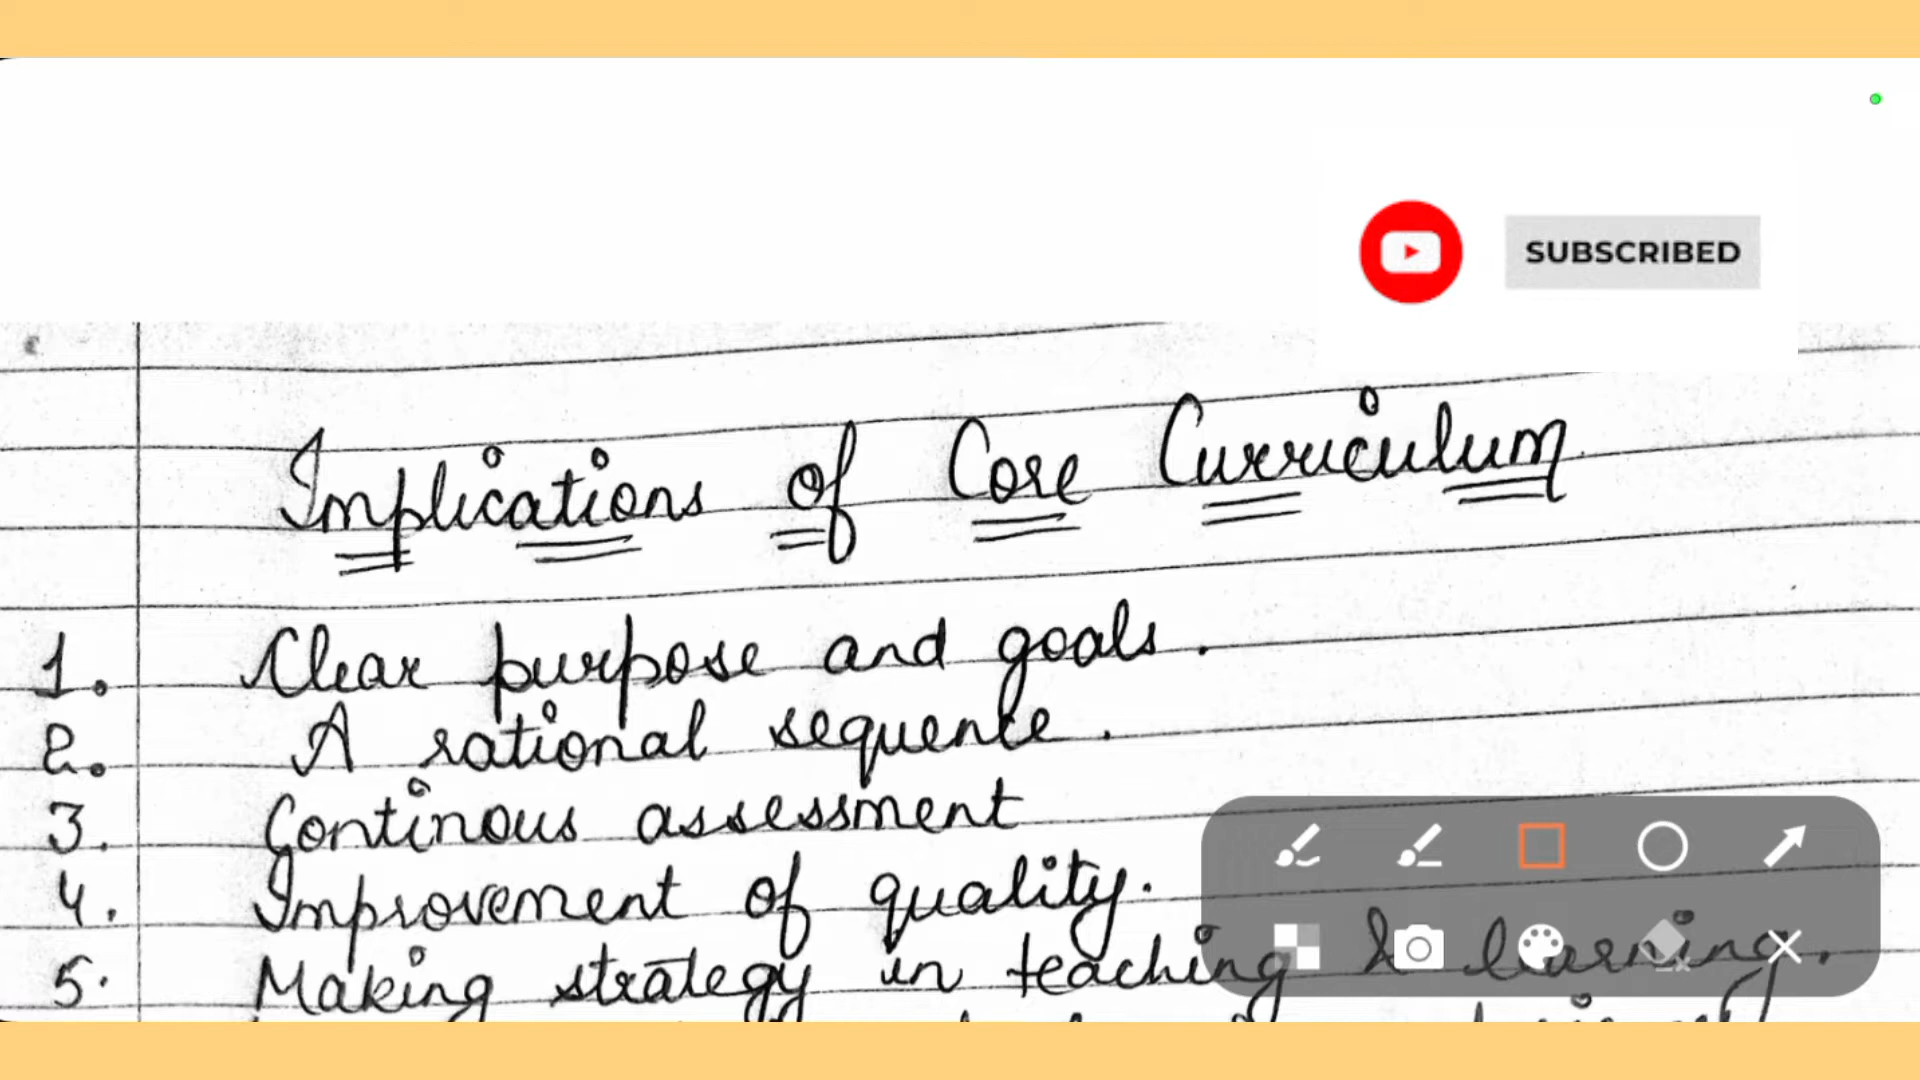 SUBSCRIBED
Implications of Core Curriculum
1. Clear purpose and goals.
2. A rational sequence.
3. Continous assessment
4. Improvement of quality.
5. Making strategy in teaching & learning.